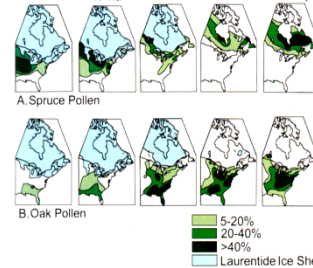 A.Spruce Pollen
B.Oak Pollen
5-20%
20-40%
>40%
Laurentide Ice She